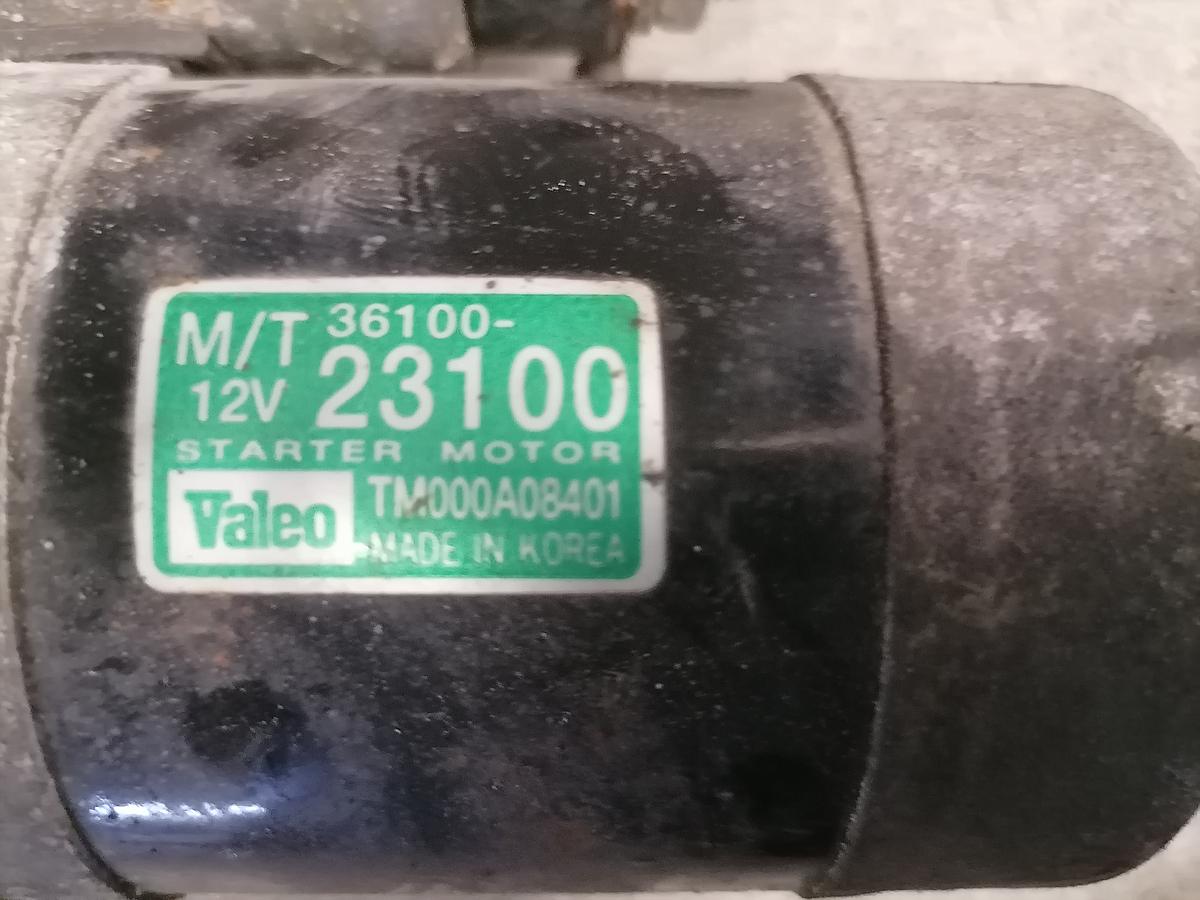 M/T 36100-
12V 23100
STARTER MOTOR
Valeo TM000A08401
MADE IN KOREA